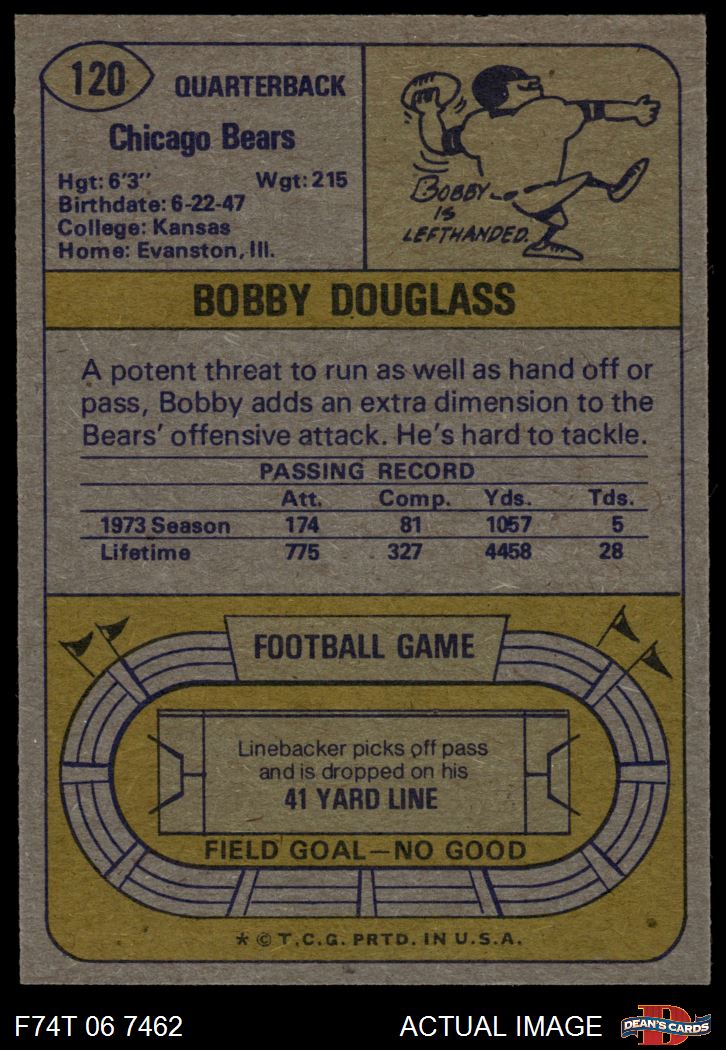 120
QUARTERBACK
Chicago Bears
Hgt: 6'3" Wgt: 215
Birthdate: 6-22-47
College: Kansas
Home: Evanston, Ill.
BOBBY
IS
LEFTHANDED.
BOBBY DOUGLASS
A potent threat to run as well as hand off or
pass, Bobby adds an extra dimension to the
Bears' offensive attack. He's hard to tackle.
PASSING RECORD
Att. Comp. Yds. Tds.
1973 Season 174 81 1057 5
Lifetime 775 327 4458 28
FOOTBALL GAME
Linebacker picks off pass
and is dropped on his
41 YARD LINE
FIELD GOAL—NO GOOD
* © T.C.G. PRTD. IN U.S.A.
F74T 06 7462 ACTUAL IMAGE
D
DEAN'S CARDS